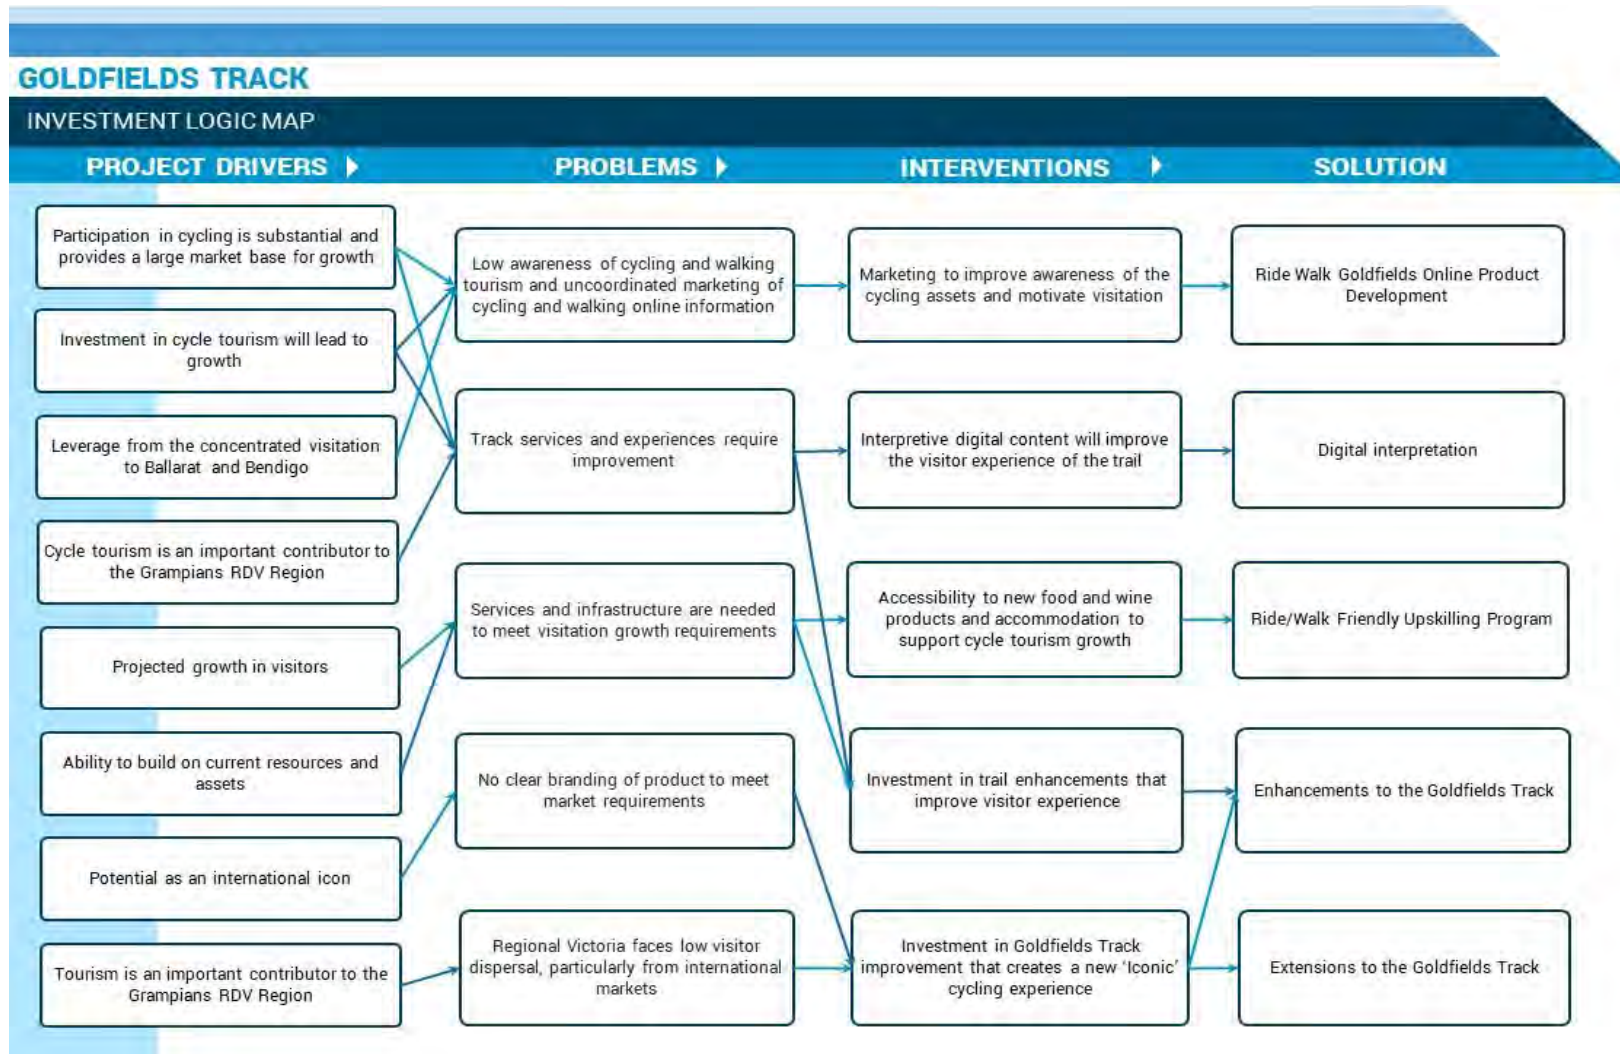 GOLDFIELDS TRACK
INVESTMENT LOGIC MAP
PROJECT DRIVERS
PROBLEMS
INTERVENTIONS
SOLUTION
Participation in cycling is substantial and
provides a large market base for growth
Investment in cycle tourism will lead to
growth
Leverage from the concentrated visitation
to Ballarat and Bendigo
Cycle tourism is an important contributor to
the Grampians RDV Region
Projected growth in visitors
Ability to build on current resources and
assets
Potential as an international icon
Tourism is an important contributor to the
Grampians RDV Region
Low awareness of cycling and walking
tourism and uncoordinated marketing of
cycling and walking online information
Track services and experiences require
improvement
Services and infrastructure are needed
to meet visitation growth requirements
No clear branding of product to meet
market requirements
Regional Victoria faces low visitor
dispersal, particularly from international
markets
Marketing to improve awareness of the
cycling assets and motivate visitation
Interpretive digital content will improve
the visitor experience of the trail
Accessibility to new food and wine
products and accommodation to
support cycle tourism growth
Investment in trail enhancements that
improve visitor experience
Investment in Goldfields Track
improvement that creates a new ‘Iconic’
cycling experience
Ride Walk Goldfields Online Product
Development
Digital interpretation
Ride/Walk Friendly Upskilling Program
Enhancements to the Goldfields Track
Extensions to the Goldfields Track